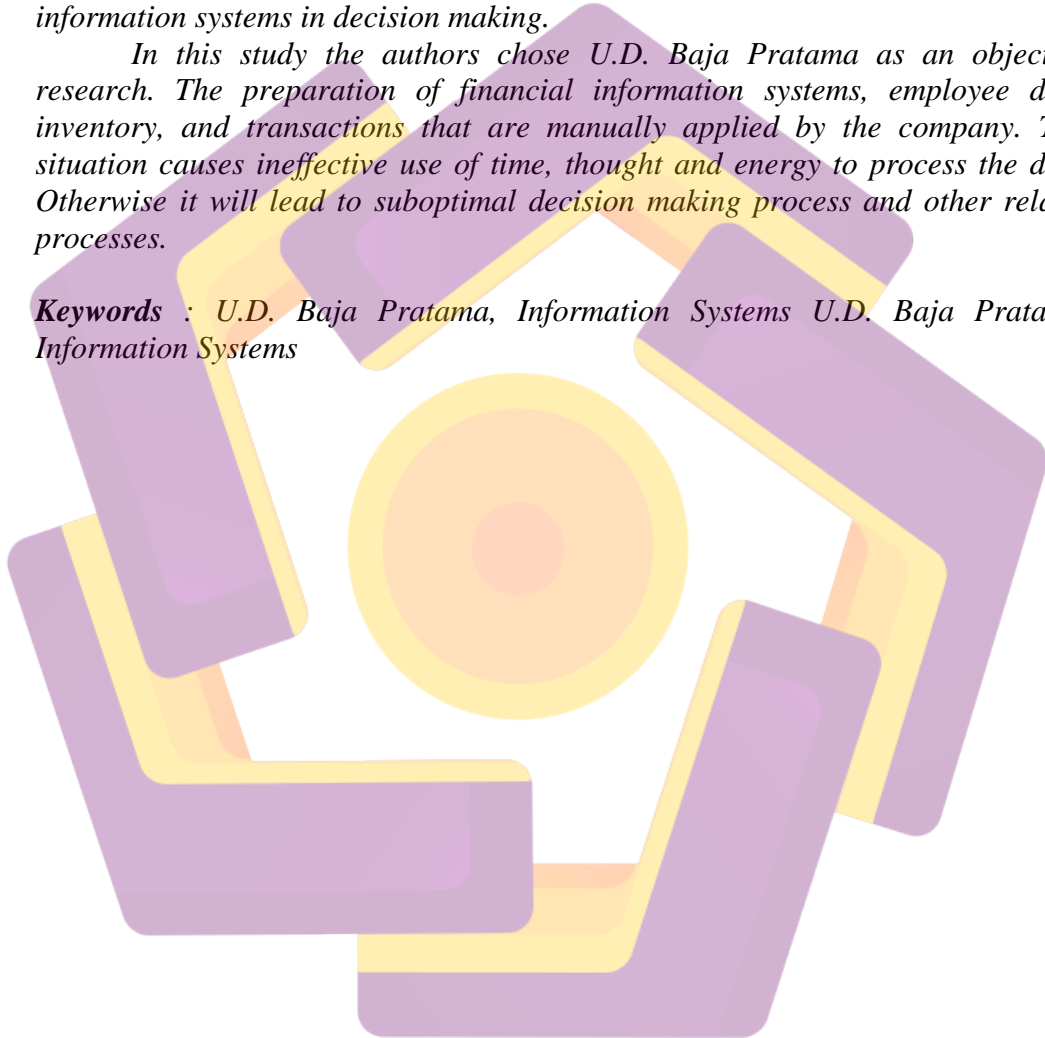 information systems in decision making.
In this study the authors chose U.D. Baja Pratama as an object
research. The preparation of financial information systems, employee d
inventory, and transactions that are manually applied by the company. T
situation causes ineffective use of time, thought and energy to process the d
Otherwise it will lead to suboptimal decision making process and other rela
processes.
Keywords : U.D. Baja Pratama, Information Systems U.D. Baja Prata
Information Systems